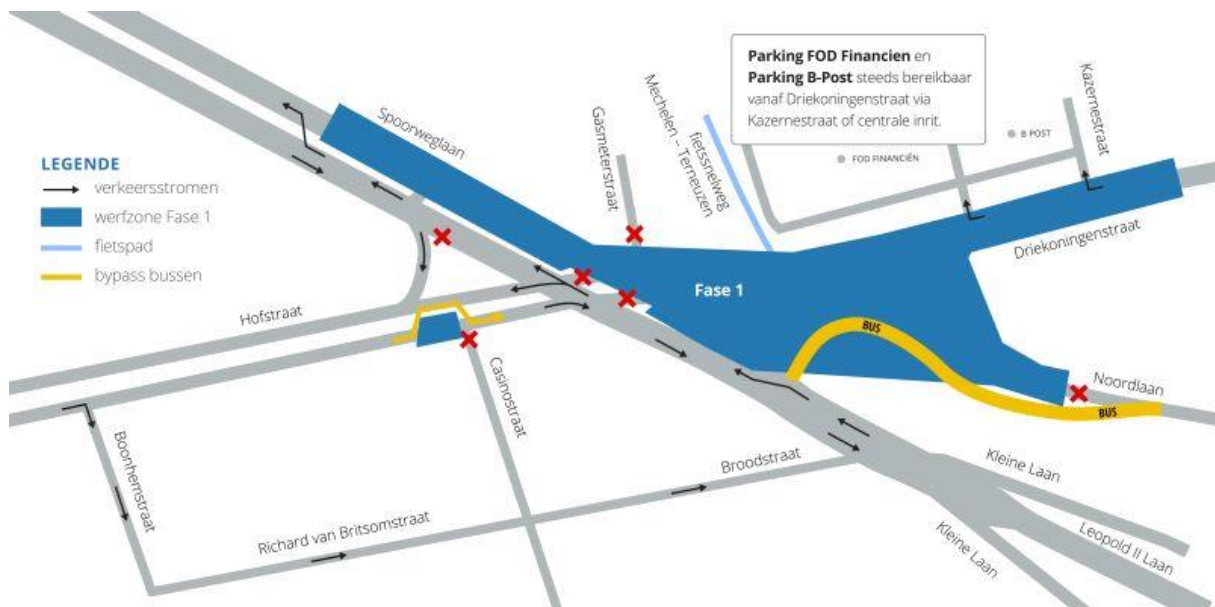 Parking FOD Financien en
Parking B-Post steeds bereikbaar
vanaf Driekoningenstraat via
Kazernestraat of centrale inrit.
LEGENDE
verkeersstromen
werfzone Fase 1
fietspad
bypass bussen
Spoorweglaan
Gasmeterstraat
fietssnelweg
Mechelen – Terneuzen
Kazernestraat
B POST
FOD FINANCIËN
Driekoningenstraat
Fase 1
Hofstraat
BUS
Noordlaan
BUS
Casinostraat
Boonhemstraat
Broodstraat
Richard van Britsomstraat
Kleine Laan
Leopold II Laan
Kleine Laan